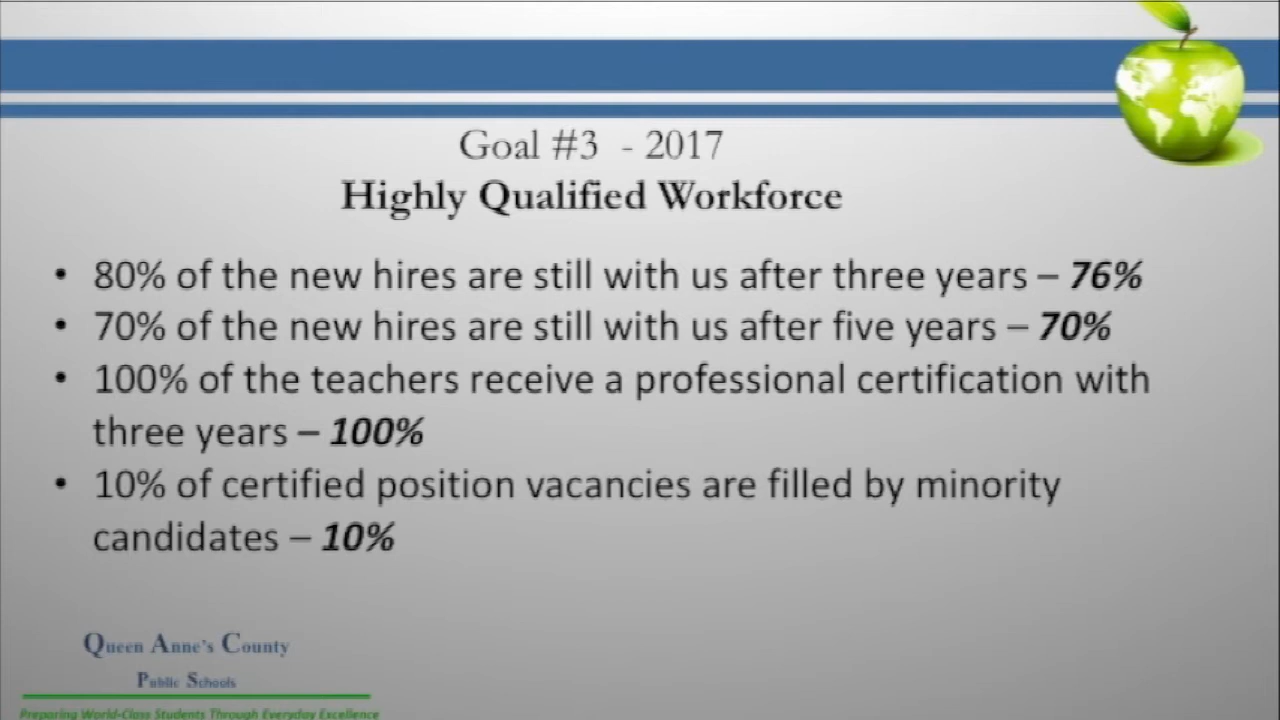 Goal #3 - 2017
Highly Qualified Workforce
• 80% of the new hires are still with us after three years – 76%
• 70% of the new hires are still with us after five years – 70%
• 100% of the teachers receive a professional certification with
three years – 100%
• 10% of certified position vacancies are filled by minority
candidates – 10%
Queen Anne's County
Public Schools
Preparing World-Class Students Through Everyday Excellence